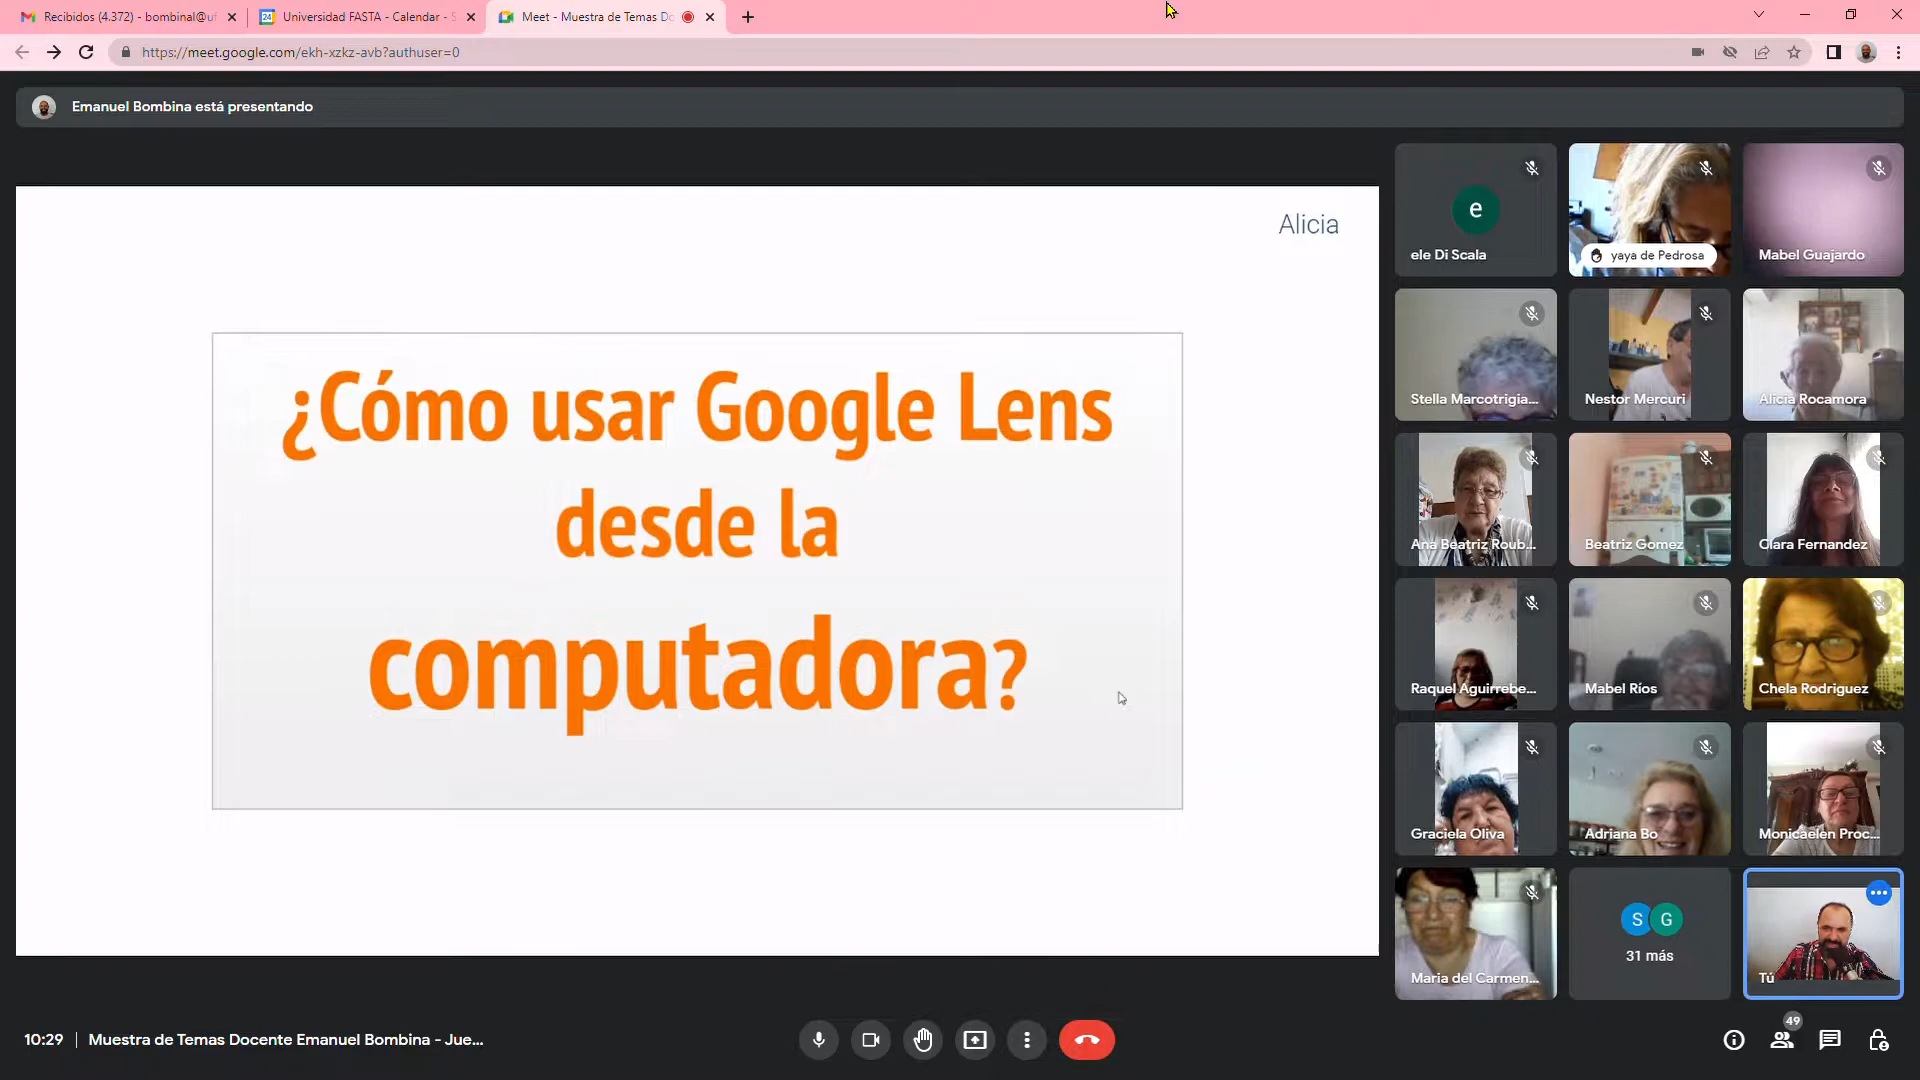 Recibidos (4.372) - bombinal@uf
Universidad FASTA - Calendar - S
Meet - Muestra de Temas Do
https://meet.google.com/ekh-xzkz-avb?authuser=0
Emanuel Bombina está presentando
Alicia
¿Cómo usar Google Lens
desde la
computadora?
e
ele Di Scala
yaya de Pedrosa
Mabel Guajardo
Stella Marcotrigia...
Nestor Mercuri
Alicia Rocamora
Ana Beatriz Roub...
Beatriz Gomez
Clara Fernandez
Raquel Aguirrebe...
Mabel Ríos
Chela Rodriguez
Graciela Oliva
Adriana Bo
Monicaelen Proc...
Maria del Carmen...
S G
31 más
Tú
10:29 | Muestra de Temas Docente Emanuel Bombina - Jue...
49